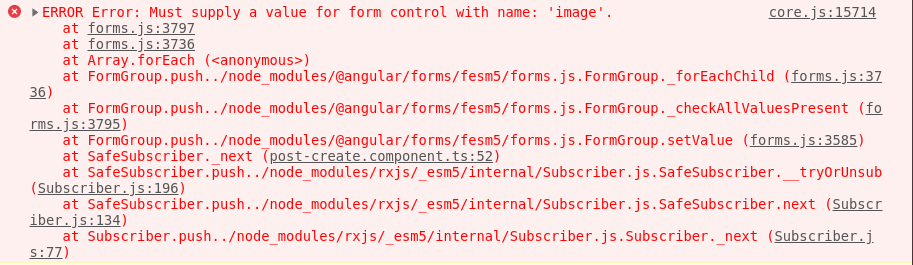 ▶ERROR Error: Must supply a value for form control with name: 'image'. core.js:15714
at forms.js:3797
at forms.js:3736
at Array.forEach (<anonymous>)
at FormGroup.push../node_modules/@angular/forms/fesm5/forms.js.FormGroup._forEachChild (forms.js:37
36)
at FormGroup.push../node_modules/@angular/forms/fesm5/forms.js.FormGroup._checkAllValuesPresent (fo
rms.js:3795)
at FormGroup.push../node_modules/@angular/forms/fesm5/forms.js.FormGroup.setValue (forms.js:3585)
at SafeSubscriber._next (post-create.component.ts:52)
at SafeSubscriber.push../node_modules/rxjs/_esm5/internal/Subscriber.js.SafeSubscriber.__tryOrUnsub
(Subscriber.js:196)
at SafeSubscriber.push../node_modules/rxjs/_esm5/internal/Subscriber.js.SafeSubscriber.next (Subscr
iber.js:134)
at Subscriber.push../node_modules/rxjs/_esm5/internal/Subscriber.js.Subscriber._next (Subscriber.j
s:77)